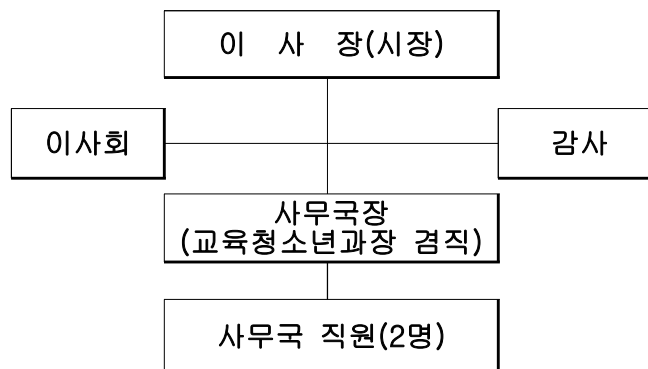 이 사 장(시장)
이사회
감사
사무국장
(교육청소년과장 겸직)
사무국 직원(2명)